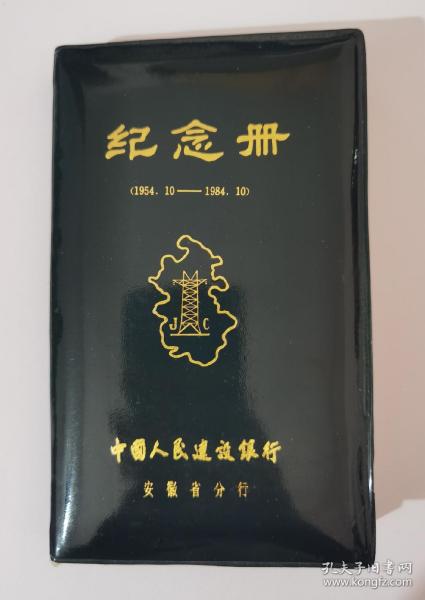 纪念册
(1954.10——1984.10)
J C
中國人民建设银行
安徽省分行
孔夫子旧书网
www.kongfz.com